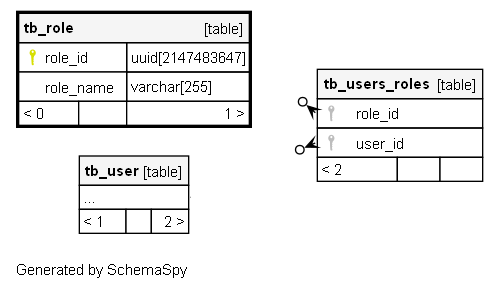 tb_role [table]
role_id uuid[2147483647]
role_name varchar[255]
< 0 1 >
tb_users_roles [table]
role_id
user_id
< 2
tb_user [table]
...
< 1 2 >
Generated by SchemaSpy